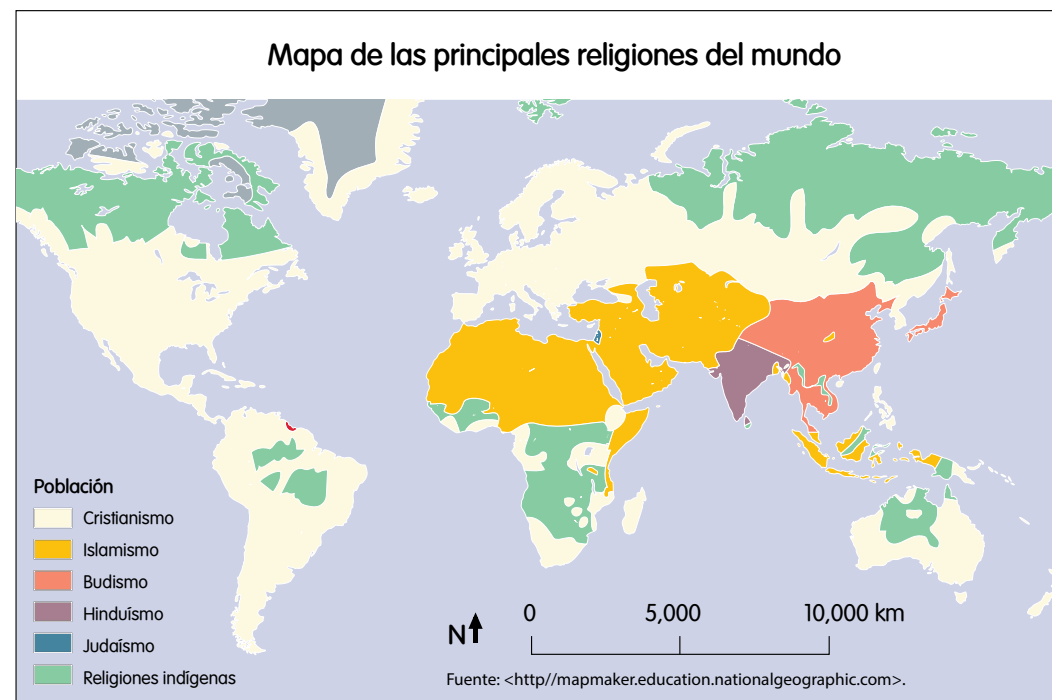 Mapa de las principales religiones del mundo
Población
Cristianismo
Islamismo
Budismo
Hinduísmo
Judaísmo
Religiones indígenas
N
0 5,000 10,000 km
Fuente: <http//mapmaker.education.nationalgeographic.com>.